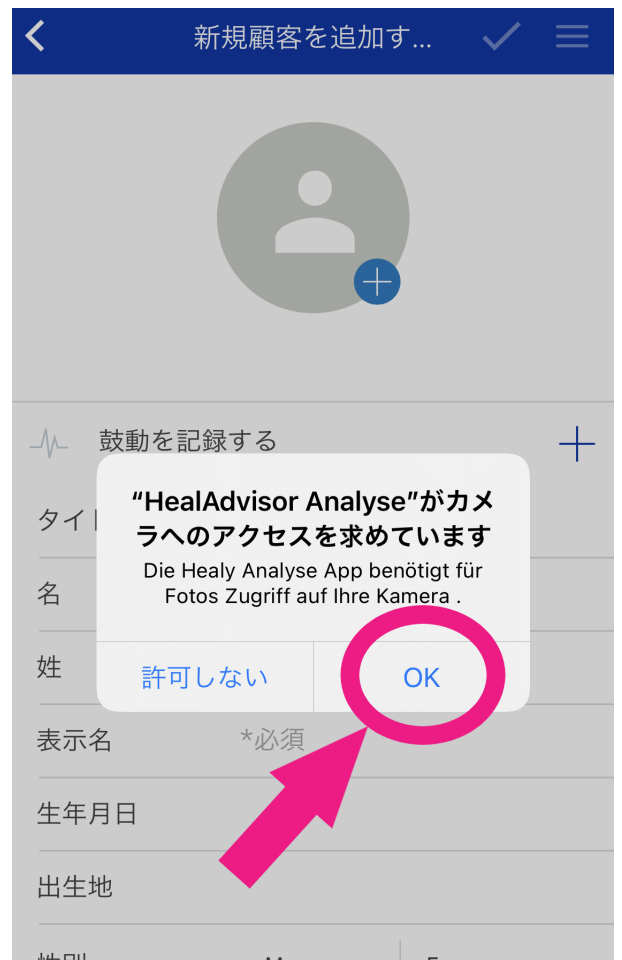 新規顧客を追加す...
鼓動を記録する
タイ
"HealAdvisor Analyse"がカメ
ラへのアクセスを求めています
Die Healy Analyse App benötigt für
Fotos Zugriff auf Ihre Kamera .
名
姓
許可しない OK
表示名 *必須
生年月日
出生地
性別